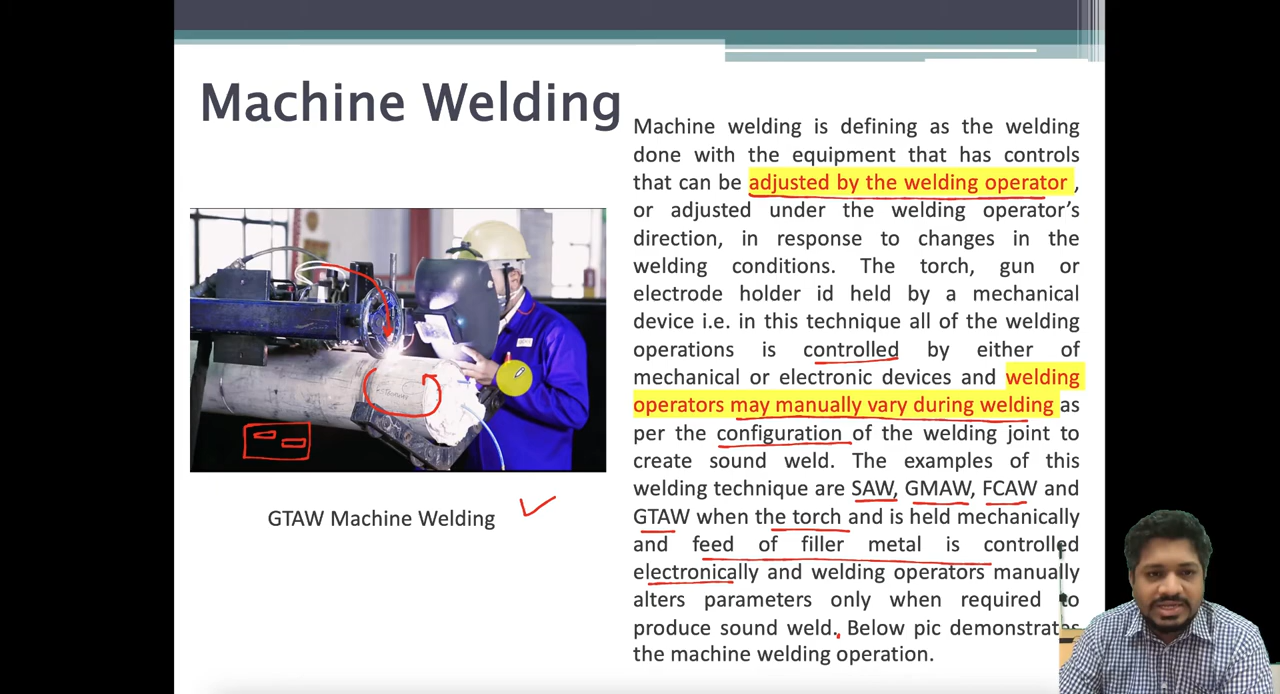 Machine Welding
Machine welding is defining as the welding
done with the equipment that has controls
that can be adjusted by the welding operator ,
or adjusted under the welding operator’s
direction, in response to changes in the
welding conditions. The torch, gun or
electrode holder id held by a mechanical
device i.e. in this technique all of the welding
operations is controlled by either of
mechanical or electronic devices and welding
operators may manually vary during welding as
per the configuration of the welding joint to
create sound weld. The examples of this
welding technique are SAW, GMAW, FCAW and
GTAW when the torch and is held mechanically
and feed of filler metal is controlled
electronically and welding operators manually
alters parameters only when required to
produce sound weld. Below pic demonstrates
the machine welding operation.
GTAW Machine Welding